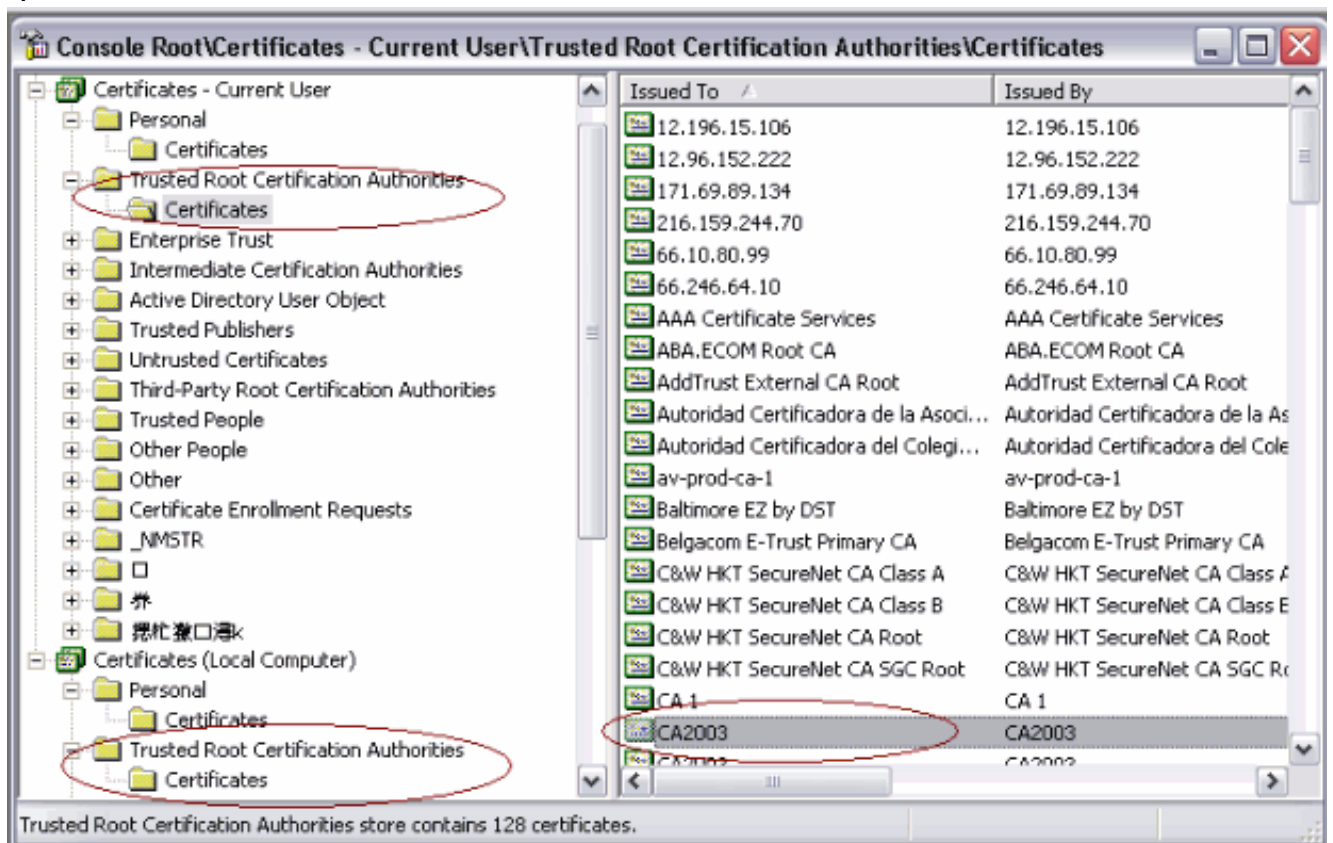 Console Root\Certificates - Current User\Trusted Root Certification Authorities\Certificates
Certificates - Current User
Personal
Certificates
Trusted Root Certification Authorities
Certificates
Enterprise Trust
Intermediate Certification Authorities
Active Directory User Object
Trusted Publishers
Untrusted Certificates
Third-Party Root Certification Authorities
Trusted People
Other People
Other
Certificate Enrollment Requests
_NMSTR
Certificates (Local Computer)
Personal
Certificates
Trusted Root Certification Authorities
Certificates
Issued To Issued By
12.196.15.106 12.196.15.106
12.96.152.222 12.96.152.222
171.69.89.134 171.69.89.134
216.159.244.70 216.159.244.70
66.10.80.99 66.10.80.99
66.246.64.10 66.246.64.10
AAA Certificate Services AAA Certificate Services
ABA.ECOM Root CA ABA.ECOM Root CA
AddTrust External CA Root AddTrust External CA Root
Autoridad Certificadora de la Asoci... Autoridad Certificadora de la As
Autoridad Certificadora del Colegi... Autoridad Certificadora del Cole
av-prod-ca-1 av-prod-ca-1
Baltimore EZ by DST Baltimore EZ by DST
Belgacom E-Trust Primary CA Belgacom E-Trust Primary CA
C&W HKT SecureNet CA Class A C&W HKT SecureNet CA Class A
C&W HKT SecureNet CA Class B C&W HKT SecureNet CA Class B
C&W HKT SecureNet CA Root C&W HKT SecureNet CA Root
C&W HKT SecureNet CA SGC Root C&W HKT SecureNet CA SGC Ro
CA 1 CA 1
CA2003 CA2003
CA2003 CA2003
Trusted Root Certification Authorities store contains 128 certificates.